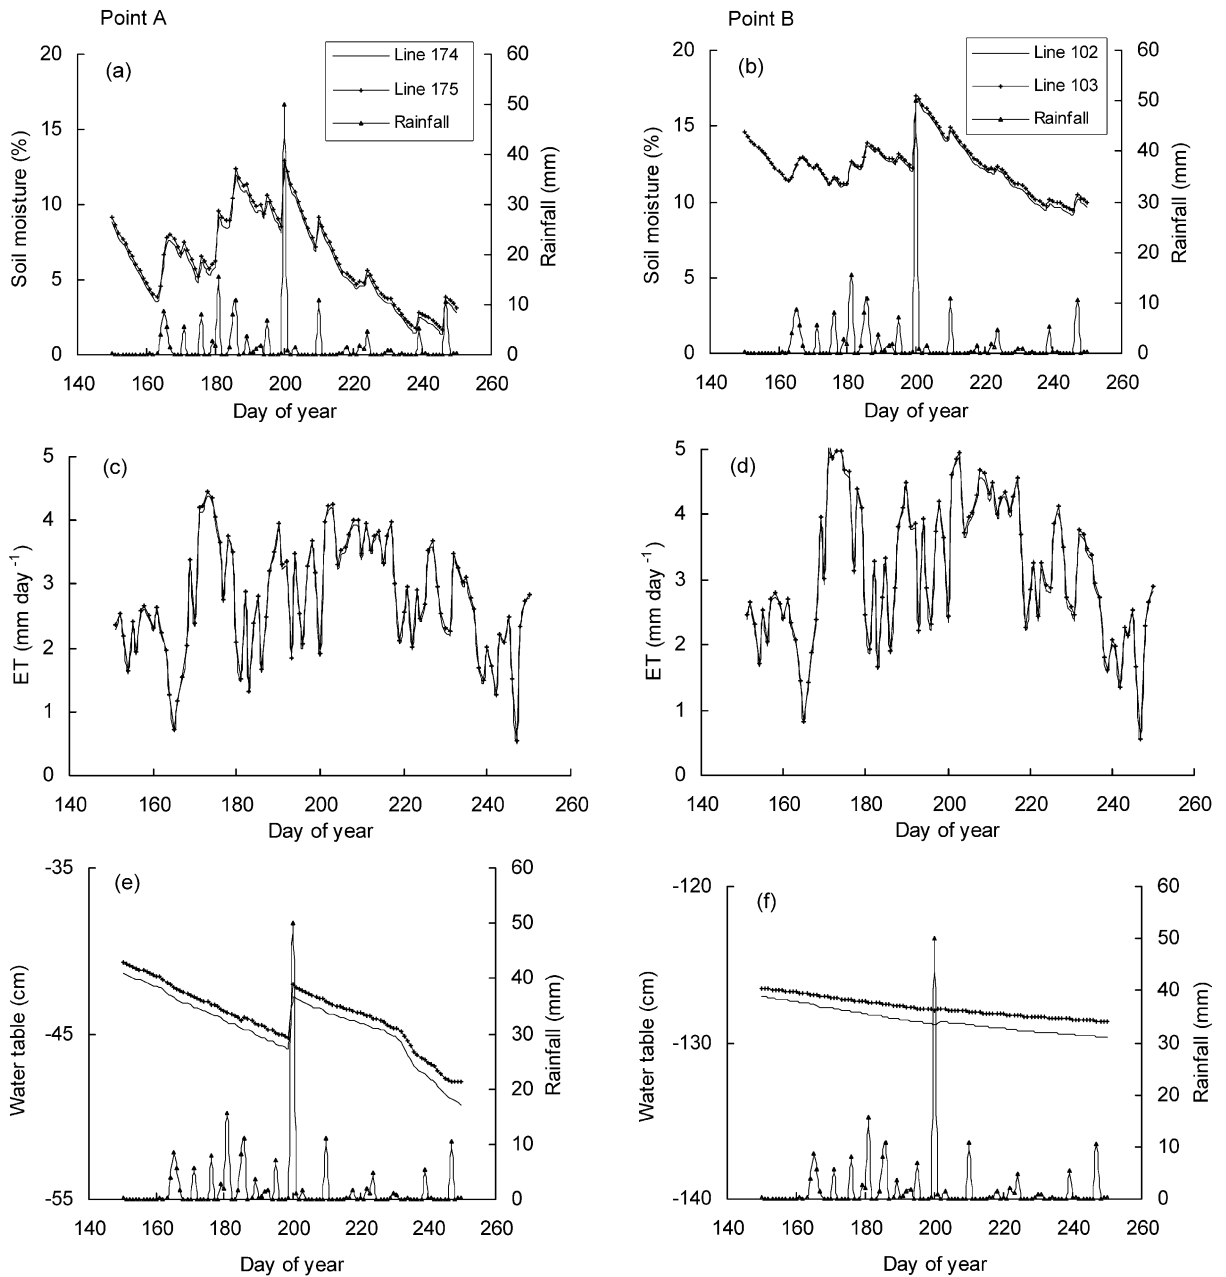 Point A
Point B
(a)
Line 174
Line 175
Rainfall
20
15
10
5
0
60
50
40
30
20
10
0
Soil moisture (%)
Rainfall (mm)
140 160 180 200 220 240 260
Day of year
(b)
Line 102
Line 103
Rainfall
20
15
10
5
0
60
50
40
30
20
10
0
Soil moisture (%)
Rainfall (mm)
140 160 180 200 220 240 260
Day of year
(c)
5
4
3
2
1
0
ET (mm day -1 )
140 160 180 200 220 240 260
Day of year
(d)
5
4
3
2
1
0
ET (mm day -1 )
140 160 180 200 220 240 260
Day of year
(e)
-35
-45
-55
60
50
40
30
20
10
0
Water table (cm)
Rainfall (mm)
140 160 180 200 220 240 260
Day of year
(f)
-120
-130
-140
60
50
40
30
20
10
0
Water table (cm)
Rainfall (mm)
140 160 180 200 220 240 260
Day of year